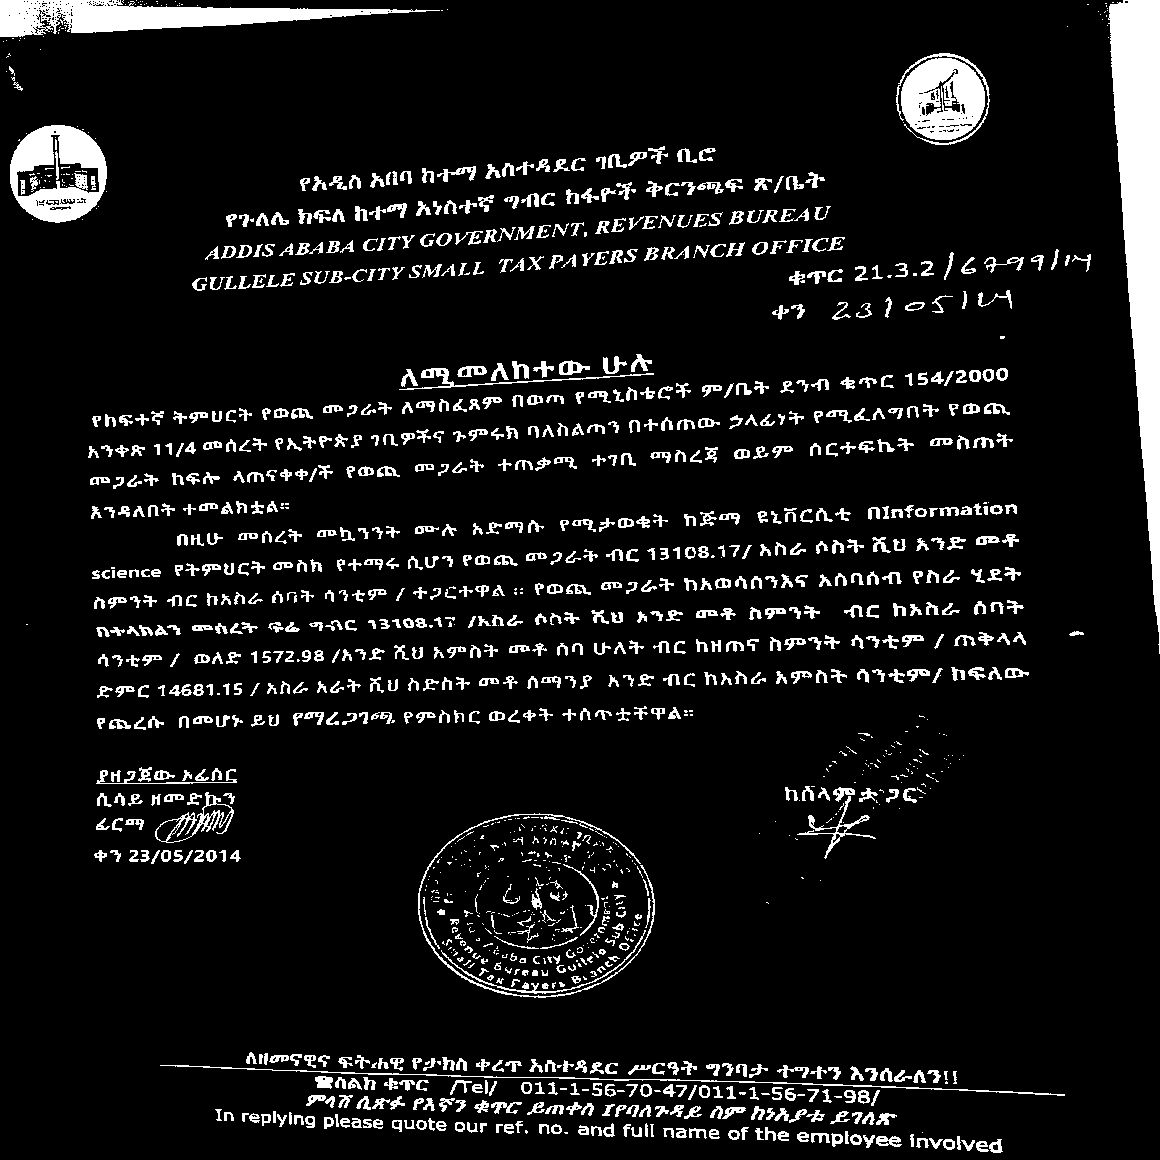 የአዲስ አበባ ከተማ አስተዳደር ገቢዎች ቢሮ
የጉለሌ ክፍለ ከተማ አነስተኛ ግብር ከፋዮች ቅርንጫፍ ጽ/ቤት
ADDIS ABABA CITY GOVERNMENT, REVENUES BUREAU
GULLELE SUB-CITY SMALL TAX PAYERS BRANCH OFFICE
ቁጥር 21.3.2/6799/14
ቀን 23/05/14
ለሚመለከተው ሁሉ
የከፍተኛ ትምህርት የወጪ መጋራት ለማስፈጸም በወጣ የሚኒስቴሮች ም/ቤት ደንብ ቁጥር 154/2000
አንቀጽ 11/4 መሰረት የኢትዮጵያ ገቢዎችና ጉምሩክ ባለስልጣን በተሰጠው ኃላፊነት የሚፈለግበት የወጪ
መጋራት ከፍሎ ላጠናቀቀ/ች የወጪ መጋራት ተጠቃሚ ተገቢ ማስረጃ ወይም ሰርተፍኬት መስጠት
እንዳለበት ተመልክቷል።
በዚሁ መሰረት መኳንንት ሙሉ አድማሱ የሚታወቁት ከጅማ ዩኒቨርሲቲ በInformation
science የትምህርት መስክ የተማሩ ሲሆን የወጪ መጋራት ብር 13108.17/ አስራ ሶስት ሺህ አንድ መቶ
ስምንት ብር ከአስራ ሰባት ሳንቲም / ተጋርተዋል ። የወጪ መጋራት ከአወሳሰንእና አሰባሰብ የስራ ሂደት
በተላከልን መሰረት ፍሬ ግብር 13108.17 /አስራ ሶስት ሺህ አንድ መቶ ስምንት ብር ከአስራ ሰባት
ሳንቲም / ወለድ 1572.98 /አንድ ሺህ አምስት መቶ ሰባ ሁለት ብር ከዘጠና ስምንት ሳንቲም / ጠቅላላ
ድምር 14681.15 / አስራ አራት ሺህ ስድስት መቶ ሰማንያ አንድ ብር ከአስራ አምስት ሳንቲም/ ከፍለው
የጨረሱ በመሆኑ ይህ የማረጋገጫ የምስክር ወረቀት ተሰጥቷቸዋል።
ያዘጋጀው ኦፊሰር
ሲሳይ ዘመድኩን
ፊርማ
ቀን 23/05/2014
ከሰላምታ ጋር
Addis Ababa City Government
Revenue Bureau Gullele Sub City
Small Tax Payers Branch Office
ለዘመናዊና ፍትሐዊ የታክስ ቀረጥ አስተዳደር ሥርዓት ግንባታ ተግተን እንሰራለን!!
☎ስልክ ቁጥር /Tel/ 011-1-56-70-47/011-1-56-71-98/
ምላሽ ሲጽፉ የእኛን ቁጥር ይጠቀስ የባለጉዳይ ስም ከነአያቱ ይገለጽ
In replying please quote our ref. no. and full name of the employee involved